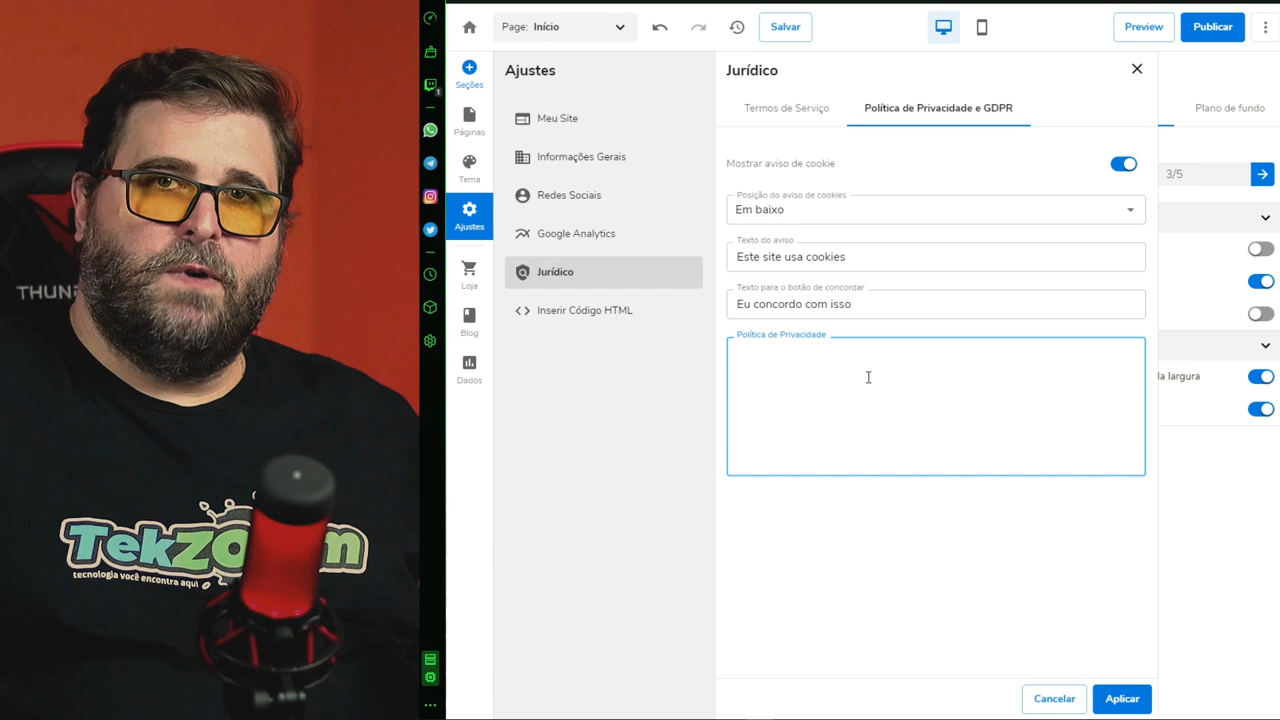 THUN
TekZoom
tecnologia você encontra aqui
1
Page: Início
Salvar
Preview
Publicar
Seções
Páginas
Tema
Ajustes
Loja
Blog
Dados
Ajustes
Meu Site
Informações Gerais
Redes Sociais
Google Analytics
Jurídico
Inserir Código HTML
Jurídico
Termos de Serviço
Política de Privacidade e GDPR
Mostrar aviso de cookie
Posição do aviso de cookies
Em baixo
Texto do aviso
Este site usa cookies
Texto para o botão de concordar
Eu concordo com isso
Política de Privacidade
Cancelar
Aplicar
Plano de fundo
3/5
la largura